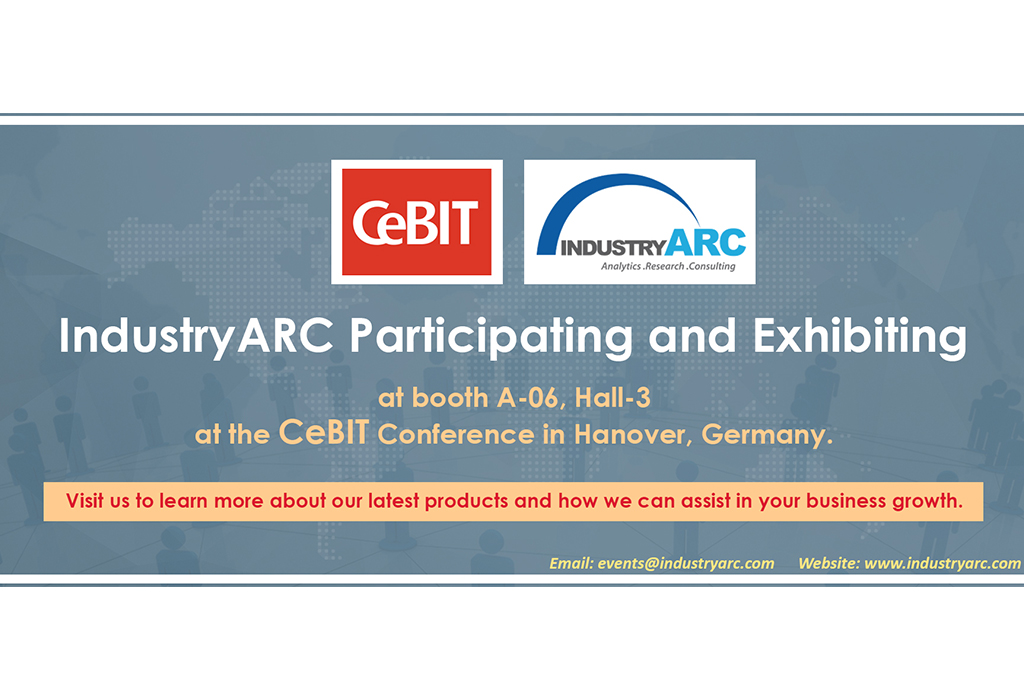 CeBIT
INDUSTRYARC
Analytics .Research .Consulting
IndustryARC Participating and Exhibiting
at booth A-06, Hall-3
at the CeBIT Conference in Hanover, Germany.
Visit us to learn more about our latest products and how we can assist in your business growth.
Email: events@industryarc.com Website: www.industryarc.com